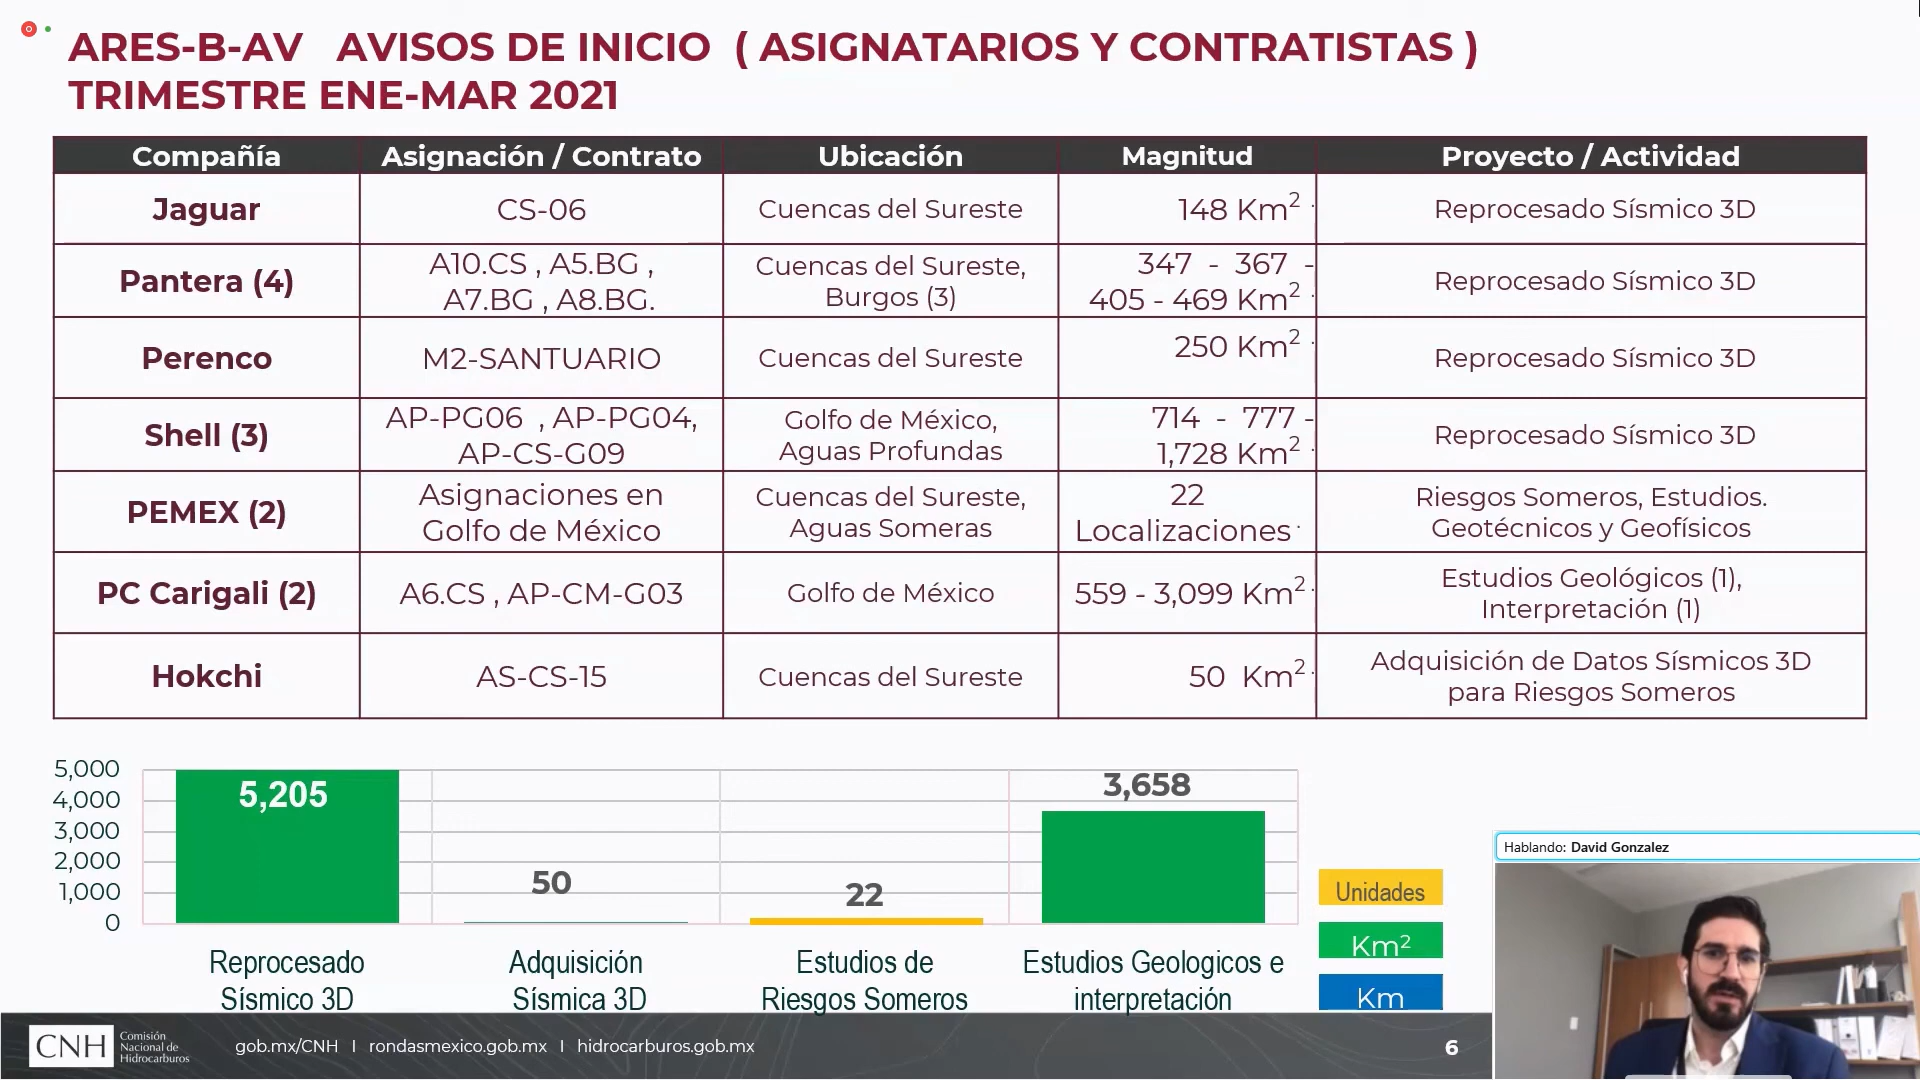 ARES-B-AV AVISOS DE INICIO ( ASIGNATARIOS Y CONTRATISTAS )
TRIMESTRE ENE-MAR 2021
Compañía Asignación / Contrato Ubicación Magnitud Proyecto / Actividad
Jaguar CS-06 Cuencas del Sureste 148 Km² Reprocesado Sísmico 3D
Pantera (4) A10.CS , A5.BG ,
A7.BG , A8.BG.
Cuencas del Sureste,
Burgos (3)
347 - 367 -
405 - 469 Km²
Reprocesado Sísmico 3D
Perenco M2-SANTUARIO Cuencas del Sureste 250 Km² Reprocesado Sísmico 3D
Shell (3) AP-PG06 , AP-PG04,
AP-CS-G09
Golfo de México,
Aguas Profundas
714 - 777 -
1,728 Km²
Reprocesado Sísmico 3D
PEMEX (2) Asignaciones en
Golfo de México
Cuencas del Sureste,
Aguas Someras
22
Localizaciones
Riesgos Someros, Estudios.
Geotécnicos y Geofísicos
PC Carigali (2) A6.CS , AP-CM-G03 Golfo de México 559 - 3,099 Km²
Estudios Geológicos (1),
Interpretación (1)
Hokchi AS-CS-15 Cuencas del Sureste 50 Km²
Adquisición de Datos Sísmicos 3D
para Riesgos Someros
5,000
4,000
3,000
2,000
1,000
0
5,205
50
22
3,658
Reprocesado
Sísmico 3D
Adquisición
Sísmica 3D
Estudios de
Riesgos Someros
Estudios Geologicos e
interpretación
Unidades
Km²
Km
Hablando: David Gonzalez
CNH
Comisión
Nacional de
Hidrocarburos
gob.mx/CNH I rondasmexico.gob.mx I hidrocarburos.gob.mx
6